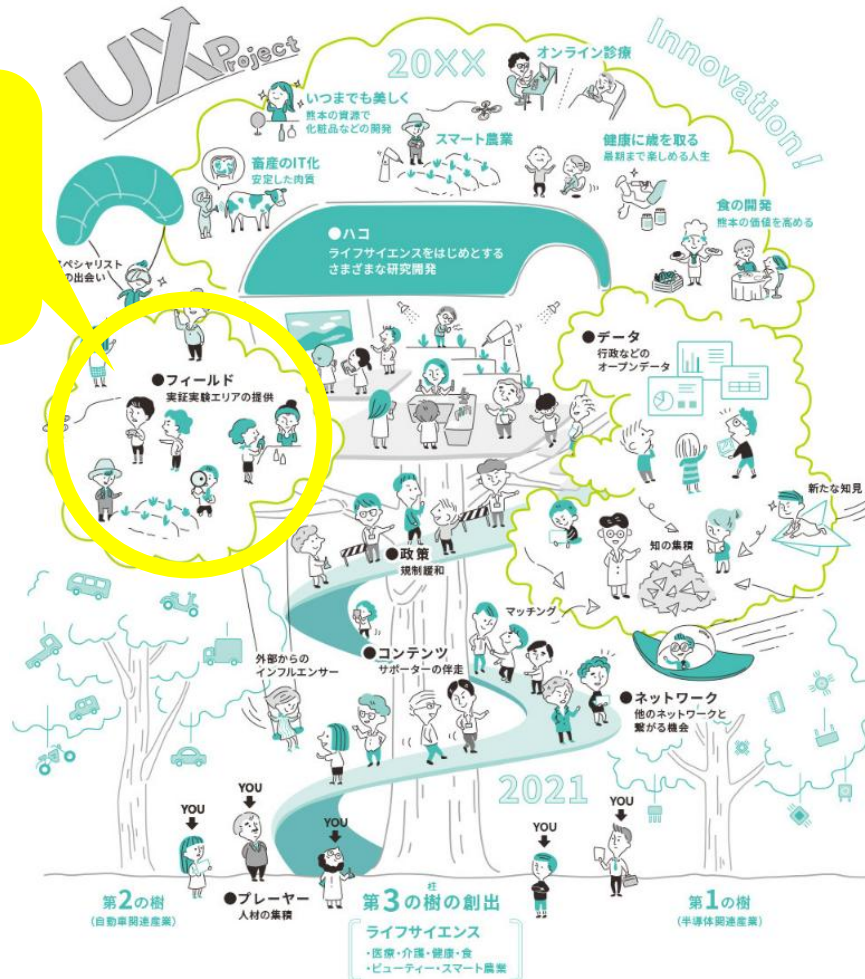 UX Project
20XX
Innovation!
オンライン診療
いつまでも美しく
熊本の資源で
化粧品などの開発
スマート農業
健康に歳を取る
最期まで楽しめる人生
畜産のIT化
安定した肉質
食の開発
熊本の価値を高める
●ハコ
ライフサイエンスをはじめとする
さまざまな研究開発
ペシャリスト
の出会い
●データ
行政などの
オープンデータ
●フィールド
実証実験エリアの提供
新たな知見
知の集積
●政策
規制緩和
マッチング
●コンテンツ
サポーターの伴走
外部からの
インフルエンサー
●ネットワーク
他のネットワークと
繋がる機会
2021
YOU
YOU
YOU
YOU
YOU
●プレーヤー
人材の集積
第2の樹
(自動車関連産業)
柱
第3の樹の創出
第1の樹
(半導体関連産業)
ライフサイエンス
・医療・介護・健康・食
・ビューティー・スマート農業